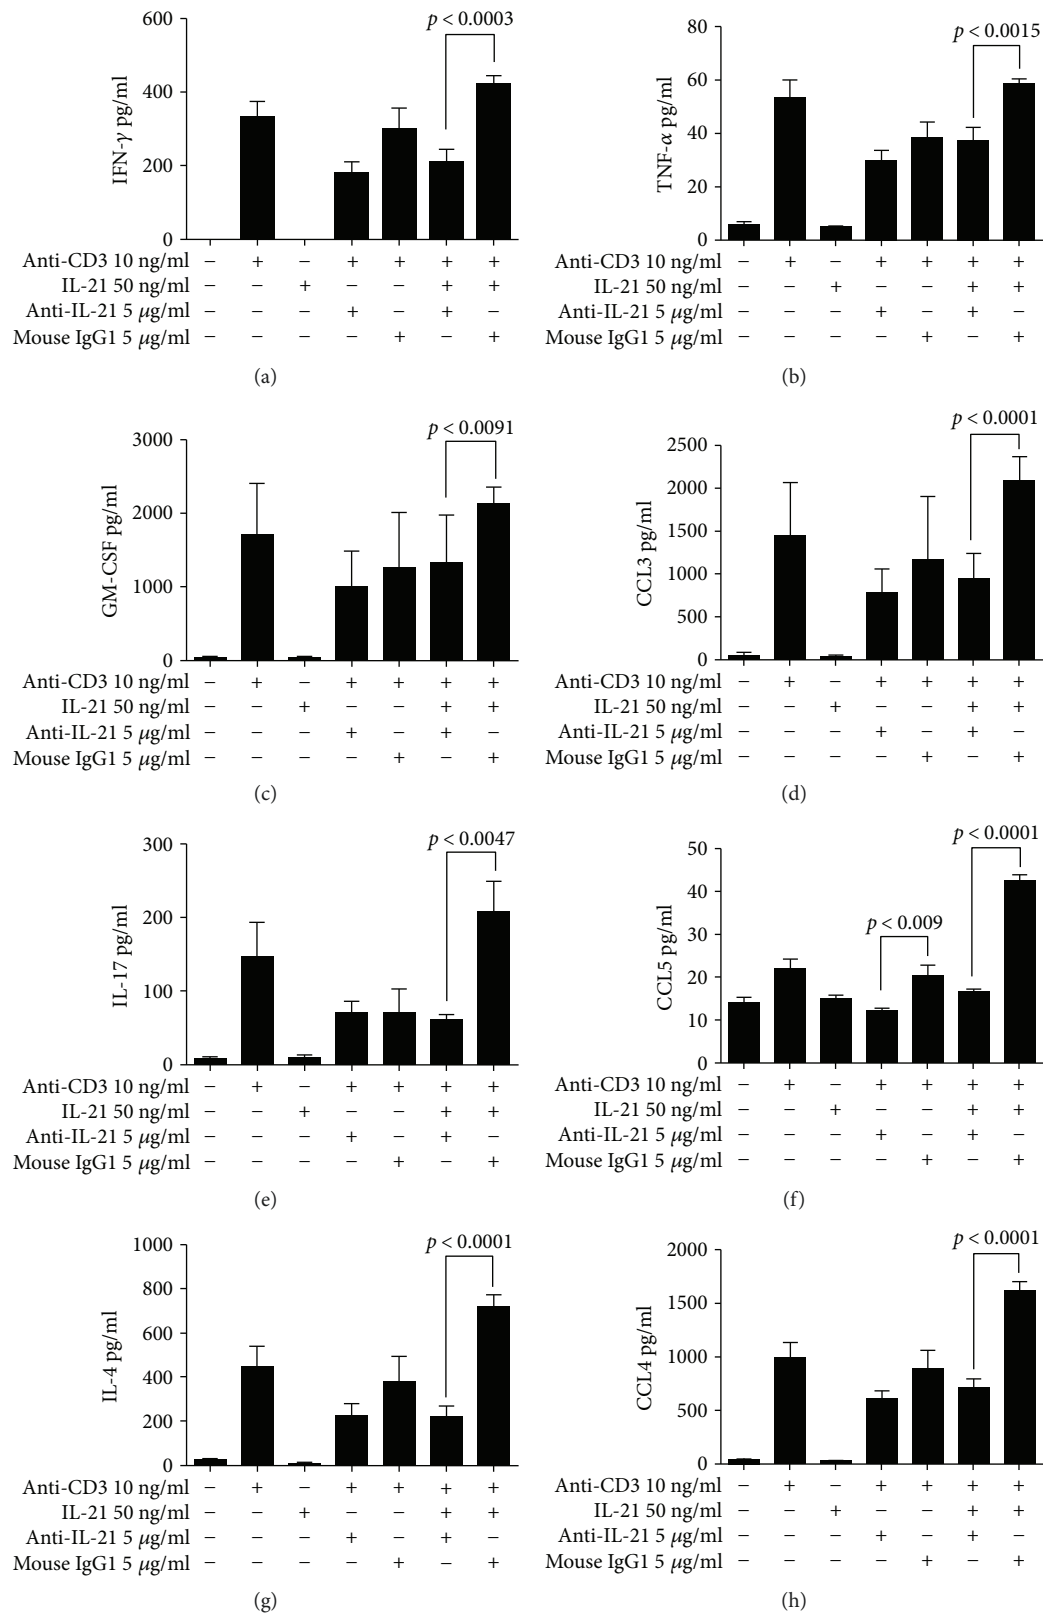 p < 0.0003
600
400
200
0
IFN-γ pg/ml
Anti-CD3 10 ng/ml – + – + + + +
IL-21 50 ng/ml – – + – – + +
Anti-IL-21 5 μg/ml – – – + – + –
Mouse IgG1 5 μg/ml – – – – + – +
(a)
p < 0.0015
80
60
40
20
0
TNF-α pg/ml
Anti-CD3 10 ng/ml – + – + + + +
IL-21 50 ng/ml – – + – – + +
Anti-IL-21 5 μg/ml – – – + – + –
Mouse IgG1 5 μg/ml – – – – + – +
(b)
p < 0.0091
3000
2000
1000
0
GM-CSF pg/ml
Anti-CD3 10 ng/ml – + – + + + +
IL-21 50 ng/ml – – + – – + +
Anti-IL-21 5 μg/ml – – – + – + –
Mouse IgG1 5 μg/ml – – – – + – +
(c)
p < 0.0001
2500
2000
1500
1000
500
0
CCL3 pg/ml
Anti-CD3 10 ng/ml – + – + + + +
IL-21 50 ng/ml – – + – – + +
Anti-IL-21 5 μg/ml – – – + – + –
Mouse IgG1 5 μg/ml – – – – + – +
(d)
p < 0.0047
300
200
100
0
IL-17 pg/ml
Anti-CD3 10 ng/ml – + – + + + +
IL-21 50 ng/ml – – + – – + +
Anti-IL-21 5 μg/ml – – – + – + –
Mouse IgG1 5 μg/ml – – – – + – +
(e)
p < 0.0001
p < 0.009
50
40
30
20
10
0
CCL5 pg/ml
Anti-CD3 10 ng/ml – + – + + + +
IL-21 50 ng/ml – – + – – + +
Anti-IL-21 5 μg/ml – – – + – + –
Mouse IgG1 5 μg/ml – – – – + – +
(f)
p < 0.0001
1000
800
600
400
200
0
IL-4 pg/ml
Anti-CD3 10 ng/ml – + – + + + +
IL-21 50 ng/ml – – + – – + +
Anti-IL-21 5 μg/ml – – – + – + –
Mouse IgG1 5 μg/ml – – – – + – +
(g)
p < 0.0001
2000
1500
1000
500
0
CCL4 pg/ml
Anti-CD3 10 ng/ml – + – + + + +
IL-21 50 ng/ml – – + – – + +
Anti-IL-21 5 μg/ml – – – + – + –
Mouse IgG1 5 μg/ml – – – – + – +
(h)